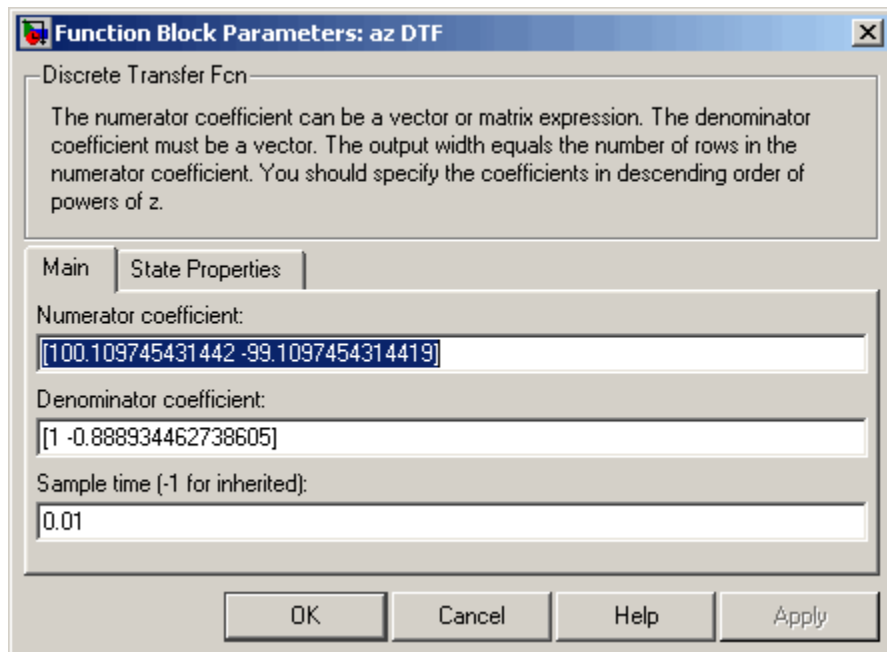 Function Block Parameters: az DTF
Discrete Transfer Fcn
The numerator coefficient can be a vector or matrix expression. The denominator
coefficient must be a vector. The output width equals the number of rows in the
numerator coefficient. You should specify the coefficients in descending order of
powers of z.
Main
State Properties
Numerator coefficient:
[100.109745431442 -99.1097454314419]
Denominator coefficient:
[1 -0.888934462738605]
Sample time (-1 for inherited):
0.01
OK
Cancel
Help
Apply